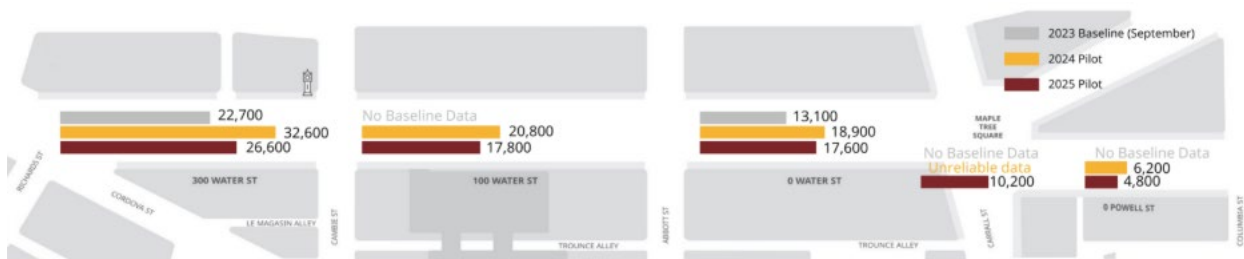 2023 Baseline (September)
2024 Pilot
2025 Pilot
22,700
32,600
26,600
No Baseline Data
20,800
17,800
13,100
18,900
17,600
MAPLE
TREE
SQUARE
No Baseline Data
Unreliable data
10,200
No Baseline Data
6,200
4,800
RICHARDS ST
CORDOVA ST
300 WATER ST
LE MAGASIN ALLEY
CAMBIE ST
100 WATER ST
TROUNCE ALLEY
ABBOTT ST
0 WATER ST
TROUNCE ALLEY
CARRALL ST
0 POWELL ST
COLUMBIA ST